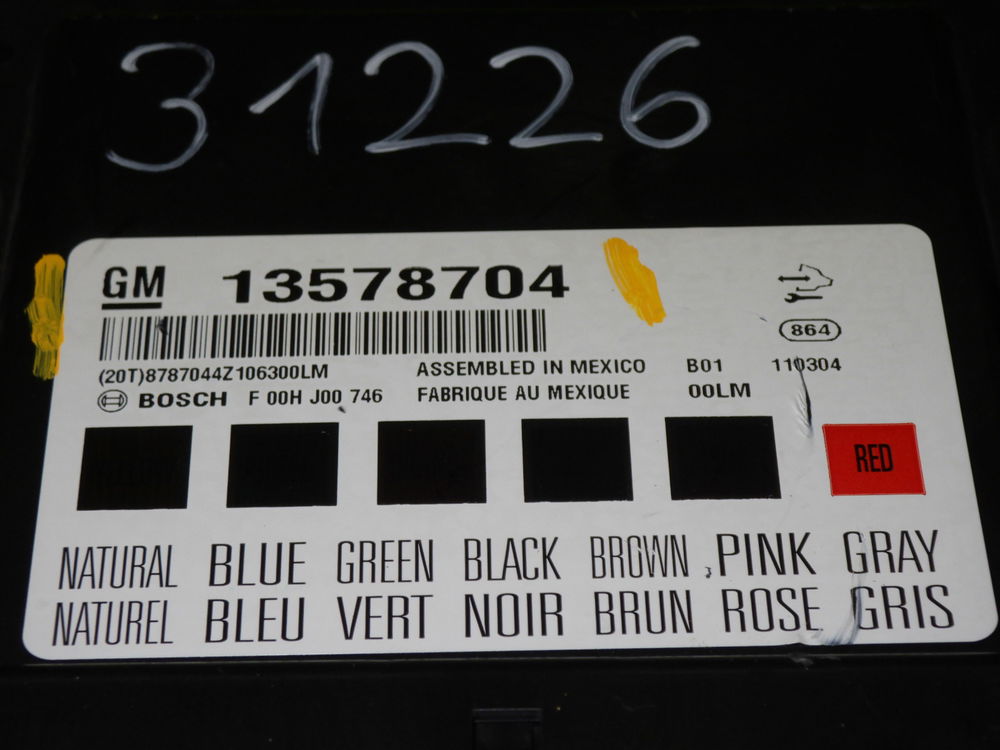 31226
GM 13578704
864
(20T)8787044Z106300LM ASSEMBLED IN MEXICO B01 110304
BOSCH F 00H J00 746 FABRIQUE AU MEXIQUE 00LM
RED
NATURAL BLUE GREEN BLACK BROWN PINK GRAY
NATUREL BLEU VERT NOIR BRUN ROSE GRIS